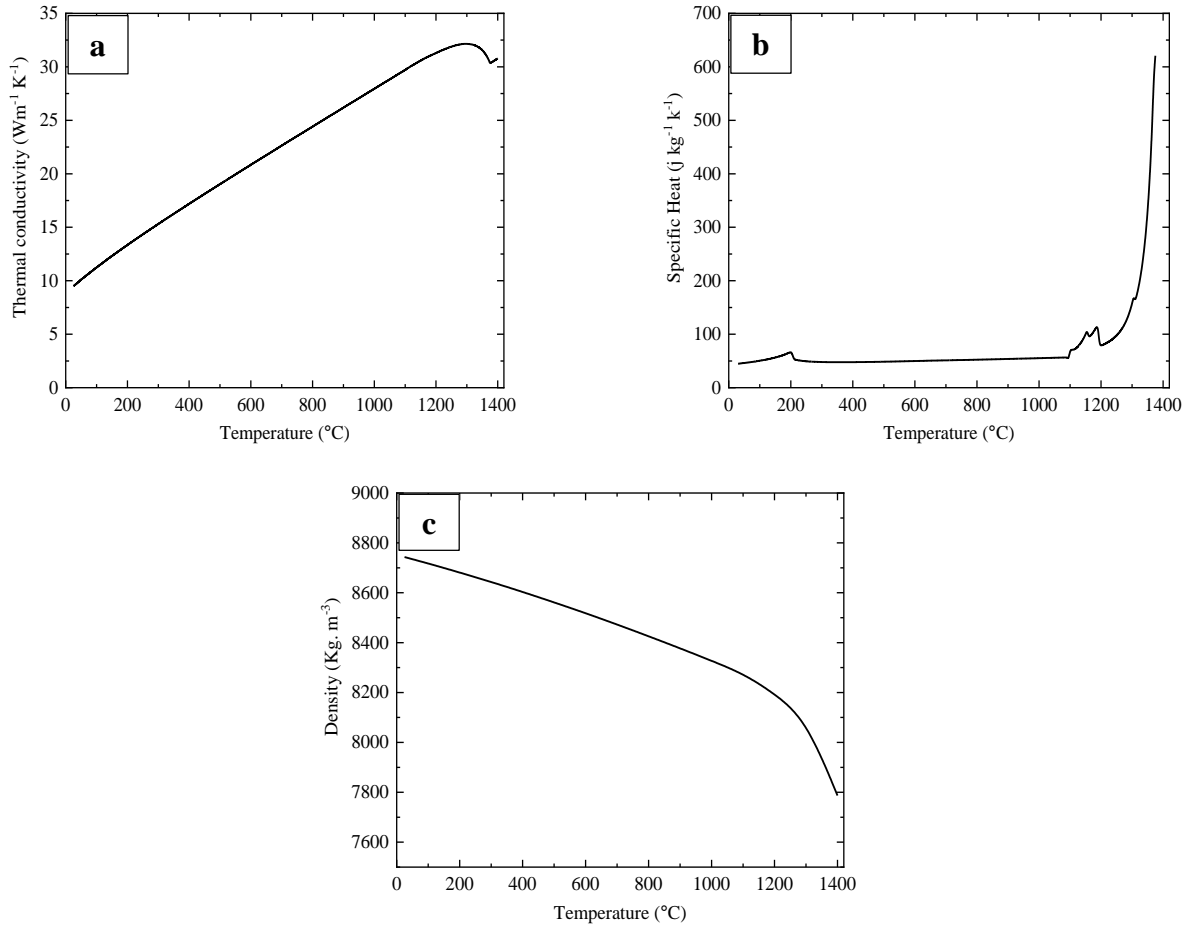 a
Thermal conductivity (Wm-1 K-1)
35
30
25
20
15
10
5
0
0 200 400 600 800 1000 1200 1400
Temperature (°C)
b
Specific Heat (j kg-1 k-1)
700
600
500
400
300
200
100
0
0 200 400 600 800 1000 1200 1400
Temperature (°C)
c
Density (Kg. m-3)
9000
8800
8600
8400
8200
8000
7800
7600
0 200 400 600 800 1000 1200 1400
Temperature (°C)